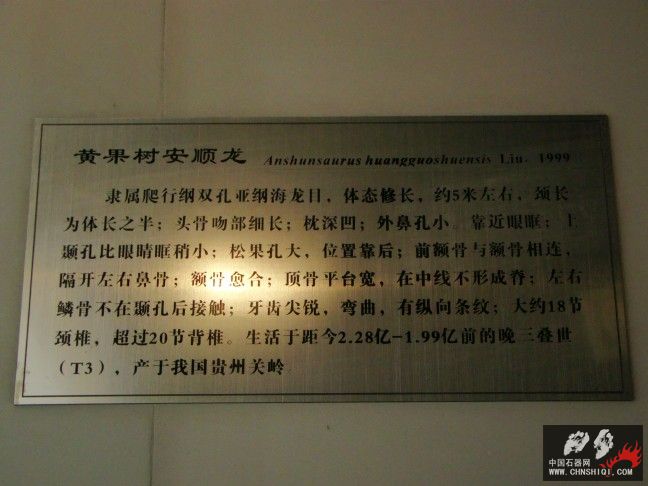 黄果树安顺龙 Anshunsaurus huangguoshuensis Liu, 1999
隶属爬行纲双孔亚纲海龙目，体态修长，约5米左右，颈长
为体长之半；头骨吻部细长；枕深凹；外鼻孔小。靠近眼眶；上
颞孔比眼睛眶稍小；松果孔大，位置靠后；前额骨与额骨相连，
隔开左右鼻骨；额骨愈合；顶骨平台宽，在中线不形成脊；左右
鳞骨不在颞孔后接触；牙齿尖锐，弯曲，有纵向条纹；大约18节
颈椎，超过20节背椎。生活于距今2.28亿-1.99亿前的晚三叠世
（T3），产于我国贵州关岭
中国石器网
WWW.CHNSHIQI.COM